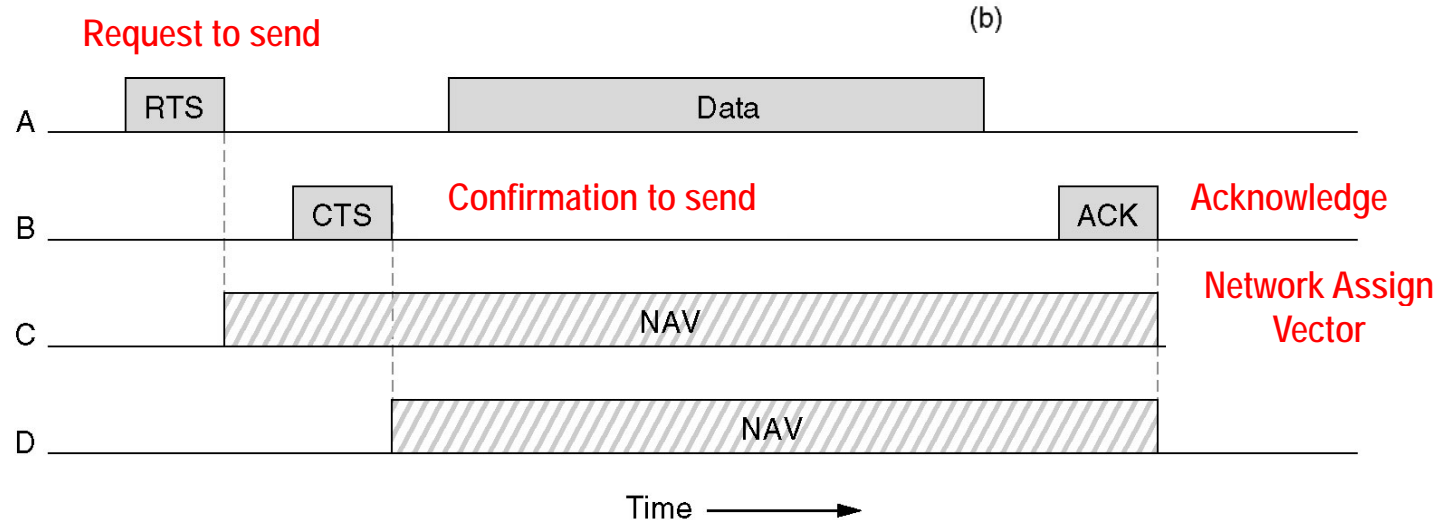 (b)
Request to send
A RTS Data
B CTS Confirmation to send ACK Acknowledge
C NAV Network Assign
Vector
D NAV
Time